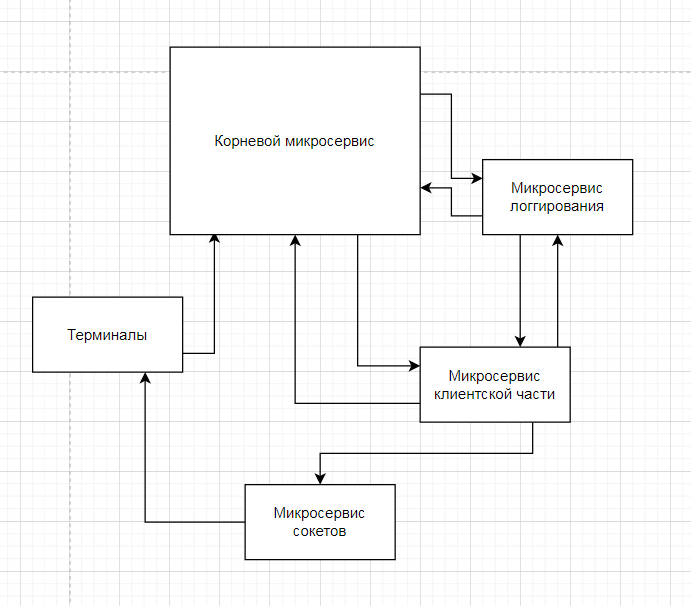 Корневой микросервис
Микросервис
логгирования
Терминалы
Микросервис
клиентской части
Микросервис
сокетов